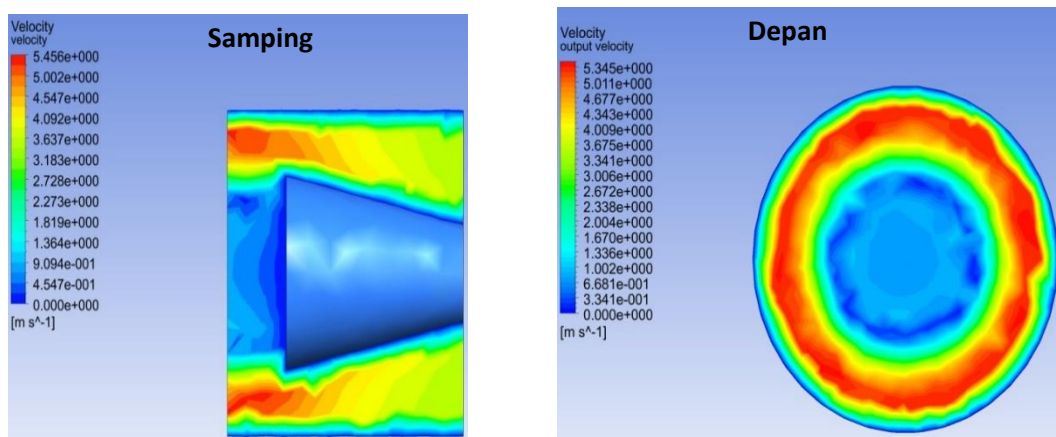 Velocity
velocity
Samping
5.456e+000
5.002e+000
4.547e+000
4.092e+000
3.637e+000
3.183e+000
2.728e+000
2.273e+000
1.819e+000
1.364e+000
9.094e-001
4.547e-001
0.000e+000
[m s^-1]
Velocity
output velocity
Depan
5.345e+000
5.011e+000
4.677e+000
4.343e+000
4.009e+000
3.675e+000
3.341e+000
3.006e+000
2.672e+000
2.338e+000
2.004e+000
1.670e+000
1.336e+000
1.002e+000
6.681e-001
3.341e-001
0.000e+000
[m s^-1]